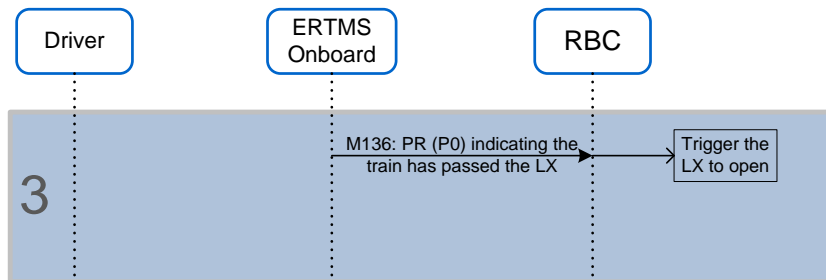 Driver
ERTMS
Onboard
RBC
3
M136: PR (P0) indicating the
train has passed the LX
Trigger the
LX to open